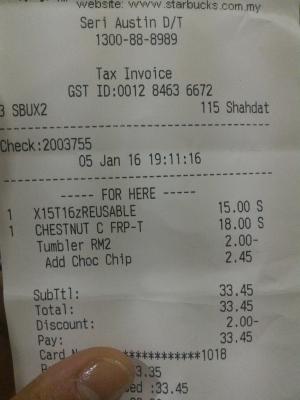 website: www.starbucks.com.my
Seri Austin D/T
1300-88-8989
Tax Invoice
GST ID:0012 8463 6672
3 SBUX2 115 Shahdat
Check:2003755
05 Jan 16 19:11:16
----- FOR HERE -----
1 X15T16zREUSABLE 15.00 S
1 CHESTNUT C FRP-T 18.00 S
Tumbler RM2 2.00-
Add Choc Chip 2.45
SubTtl: 33.45
Total: 33.45
Discount: 2.00-
Pay: 33.45
Card N ***********1018
3.35
ed :33.45